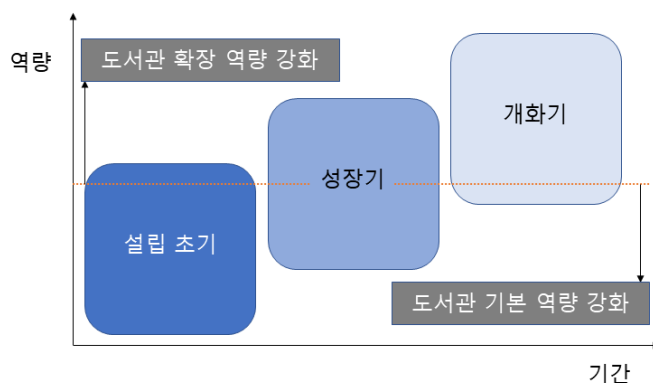 역량
도서관 확장 역량 강화
개화기
성장기
설립 초기
도서관 기본 역량 강화
기간